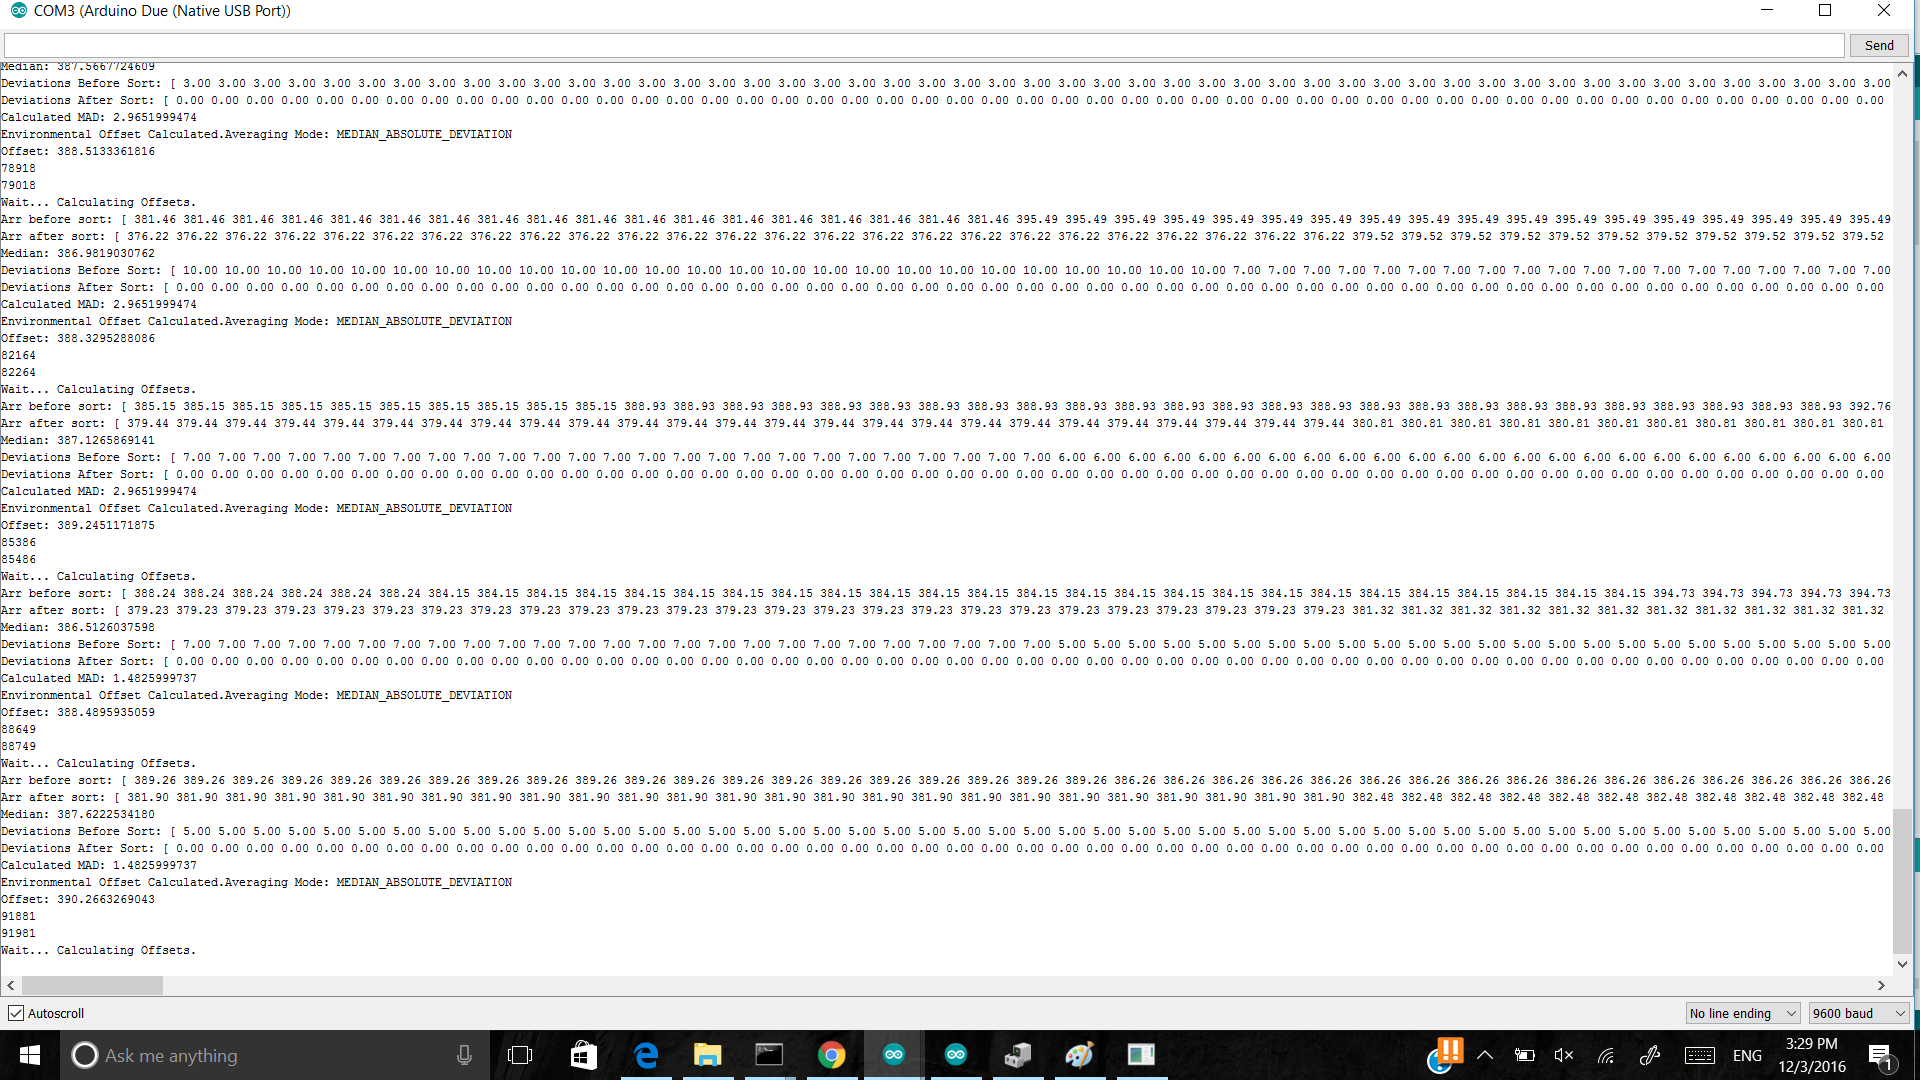 COM3 (Arduino Due (Native USB Port))
Send
Median: 387.5667724609
Deviations Before Sort: [ 3.00 3.00 3.00 3.00 3.00 3.00 3.00 3.00 3.00 3.00 3.00 3.00 3.00 3.00 3.00 3.00 3.00 3.00 3.00 3.00 3.00 3.00 3.00 3.00 3.00 3.00 3.00 3.00 3.00 3.00 3.00 3.00 3.00 3.00 3.00 3.00 3.00 3.00 3.00 3.00 3.00 3.00 3.00 3.00 3.00 3.00 3.00 3.00 3.00
Deviations After Sort: [ 0.00 0.00 0.00 0.00 0.00 0.00 0.00 0.00 0.00 0.00 0.00 0.00 0.00 0.00 0.00 0.00 0.00 0.00 0.00 0.00 0.00 0.00 0.00 0.00 0.00 0.00 0.00 0.00 0.00 0.00 0.00 0.00 0.00 0.00 0.00 0.00 0.00 0.00 0.00 0.00 0.00 0.00 0.00 0.00 0.00 0.00 0.00 0.00 0.00
Calculated MAD: 2.9651999474
Environmental Offset Calculated.Averaging Mode: MEDIAN_ABSOLUTE_DEVIATION
Offset: 388.5133361816
78918
79018
Wait... Calculating Offsets.
Arr before sort: [ 381.46 381.46 381.46 381.46 381.46 381.46 381.46 381.46 381.46 381.46 381.46 381.46 381.46 381.46 381.46 381.46 381.46 381.46 395.49 395.49 395.49 395.49 395.49 395.49 395.49 395.49 395.49 395.49 395.49 395.49 395.49 395.49 395.49 395.49 395.49 395.49
Arr after sort: [ 376.22 376.22 376.22 376.22 376.22 376.22 376.22 376.22 376.22 376.22 376.22 376.22 376.22 376.22 376.22 376.22 376.22 376.22 376.22 376.22 376.22 376.22 376.22 376.22 376.22 379.52 379.52 379.52 379.52 379.52 379.52 379.52 379.52 379.52 379.52 379.52
Median: 386.9819030762
Deviations Before Sort: [ 10.00 10.00 10.00 10.00 10.00 10.00 10.00 10.00 10.00 10.00 10.00 10.00 10.00 10.00 10.00 10.00 10.00 10.00 10.00 10.00 10.00 10.00 10.00 10.00 10.00 7.00 7.00 7.00 7.00 7.00 7.00 7.00 7.00 7.00 7.00 7.00 7.00 7.00 7.00 7.00 7.00 7.00 7.00 7.00
Deviations After Sort: [ 0.00 0.00 0.00 0.00 0.00 0.00 0.00 0.00 0.00 0.00 0.00 0.00 0.00 0.00 0.00 0.00 0.00 0.00 0.00 0.00 0.00 0.00 0.00 0.00 0.00 0.00 0.00 0.00 0.00 0.00 0.00 0.00 0.00 0.00 0.00 0.00 0.00 0.00 0.00 0.00 0.00 0.00 0.00 0.00 0.00 0.00 0.00 0.00 0.00
Calculated MAD: 2.9651999474
Environmental Offset Calculated.Averaging Mode: MEDIAN_ABSOLUTE_DEVIATION
Offset: 388.3295288086
82164
82264
Wait... Calculating Offsets.
Arr before sort: [ 385.15 385.15 385.15 385.15 385.15 385.15 385.15 385.15 385.15 385.15 388.93 388.93 388.93 388.93 388.93 388.93 388.93 388.93 388.93 388.93 388.93 388.93 388.93 388.93 388.93 388.93 388.93 388.93 388.93 388.93 388.93 388.93 388.93 388.93 388.93 392.76
Arr after sort: [ 379.44 379.44 379.44 379.44 379.44 379.44 379.44 379.44 379.44 379.44 379.44 379.44 379.44 379.44 379.44 379.44 379.44 379.44 379.44 379.44 379.44 379.44 379.44 379.44 379.44 380.81 380.81 380.81 380.81 380.81 380.81 380.81 380.81 380.81 380.81 380.81
Median: 387.1265869141
Deviations Before Sort: [ 7.00 7.00 7.00 7.00 7.00 7.00 7.00 7.00 7.00 7.00 7.00 7.00 7.00 7.00 7.00 7.00 7.00 7.00 7.00 7.00 7.00 7.00 7.00 7.00 7.00 6.00 6.00 6.00 6.00 6.00 6.00 6.00 6.00 6.00 6.00 6.00 6.00 6.00 6.00 6.00 6.00 6.00 6.00 6.00 6.00 6.00 6.00 6.00 6.00
Deviations After Sort: [ 0.00 0.00 0.00 0.00 0.00 0.00 0.00 0.00 0.00 0.00 0.00 0.00 0.00 0.00 0.00 0.00 0.00 0.00 0.00 0.00 0.00 0.00 0.00 0.00 0.00 0.00 0.00 0.00 0.00 0.00 0.00 0.00 0.00 0.00 0.00 0.00 0.00 0.00 0.00 0.00 0.00 0.00 0.00 0.00 0.00 0.00 0.00 0.00 0.00
Calculated MAD: 2.9651999474
Environmental Offset Calculated.Averaging Mode: MEDIAN_ABSOLUTE_DEVIATION
Offset: 389.2451171875
85386
85486
Wait... Calculating Offsets.
Arr before sort: [ 388.24 388.24 388.24 388.24 388.24 388.24 384.15 384.15 384.15 384.15 384.15 384.15 384.15 384.15 384.15 384.15 384.15 384.15 384.15 384.15 384.15 384.15 384.15 384.15 384.15 384.15 384.15 384.15 384.15 384.15 384.15 394.73 394.73 394.73 394.73 394.73
Arr after sort: [ 379.23 379.23 379.23 379.23 379.23 379.23 379.23 379.23 379.23 379.23 379.23 379.23 379.23 379.23 379.23 379.23 379.23 379.23 379.23 379.23 379.23 379.23 379.23 379.23 379.23 381.32 381.32 381.32 381.32 381.32 381.32 381.32 381.32 381.32 381.32 381.32
Median: 386.5126037598
Deviations Before Sort: [ 7.00 7.00 7.00 7.00 7.00 7.00 7.00 7.00 7.00 7.00 7.00 7.00 7.00 7.00 7.00 7.00 7.00 7.00 7.00 7.00 7.00 7.00 7.00 7.00 7.00 5.00 5.00 5.00 5.00 5.00 5.00 5.00 5.00 5.00 5.00 5.00 5.00 5.00 5.00 5.00 5.00 5.00 5.00 5.00 5.00 5.00 5.00 5.00 5.00
Deviations After Sort: [ 0.00 0.00 0.00 0.00 0.00 0.00 0.00 0.00 0.00 0.00 0.00 0.00 0.00 0.00 0.00 0.00 0.00 0.00 0.00 0.00 0.00 0.00 0.00 0.00 0.00 0.00 0.00 0.00 0.00 0.00 0.00 0.00 0.00 0.00 0.00 0.00 0.00 0.00 0.00 0.00 0.00 0.00 0.00 0.00 0.00 0.00 0.00 0.00 0.00
Calculated MAD: 1.4825999737
Environmental Offset Calculated.Averaging Mode: MEDIAN_ABSOLUTE_DEVIATION
Offset: 388.4895935059
88649
88749
Wait... Calculating Offsets.
Arr before sort: [ 389.26 389.26 389.26 389.26 389.26 389.26 389.26 389.26 389.26 389.26 389.26 389.26 389.26 389.26 389.26 389.26 389.26 389.26 389.26 386.26 386.26 386.26 386.26 386.26 386.26 386.26 386.26 386.26 386.26 386.26 386.26 386.26 386.26 386.26 386.26 386.26
Arr after sort: [ 381.90 381.90 381.90 381.90 381.90 381.90 381.90 381.90 381.90 381.90 381.90 381.90 381.90 381.90 381.90 381.90 381.90 381.90 381.90 381.90 381.90 381.90 381.90 381.90 381.90 382.48 382.48 382.48 382.48 382.48 382.48 382.48 382.48 382.48 382.48 382.48
Median: 387.6222534180
Deviations Before Sort: [ 5.00 5.00 5.00 5.00 5.00 5.00 5.00 5.00 5.00 5.00 5.00 5.00 5.00 5.00 5.00 5.00 5.00 5.00 5.00 5.00 5.00 5.00 5.00 5.00 5.00 5.00 5.00 5.00 5.00 5.00 5.00 5.00 5.00 5.00 5.00 5.00 5.00 5.00 5.00 5.00 5.00 5.00 5.00 5.00 5.00 5.00 5.00 5.00 5.00
Deviations After Sort: [ 0.00 0.00 0.00 0.00 0.00 0.00 0.00 0.00 0.00 0.00 0.00 0.00 0.00 0.00 0.00 0.00 0.00 0.00 0.00 0.00 0.00 0.00 0.00 0.00 0.00 0.00 0.00 0.00 0.00 0.00 0.00 0.00 0.00 0.00 0.00 0.00 0.00 0.00 0.00 0.00 0.00 0.00 0.00 0.00 0.00 0.00 0.00 0.00 0.00
Calculated MAD: 1.4825999737
Environmental Offset Calculated.Averaging Mode: MEDIAN_ABSOLUTE_DEVIATION
Offset: 390.2663269043
91881
91981
Wait... Calculating Offsets.
Autoscroll
No line ending
9600 baud
Ask me anything
ENG
3:29 PM
12/3/2016
1